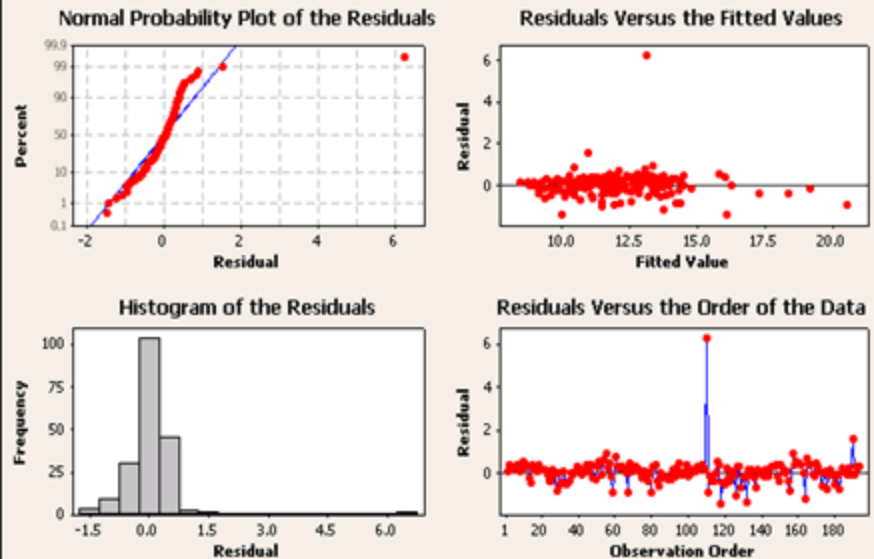 Normal Probability Plot of the Residuals
99.9
99
90
50
10
1
0.1
Percent
-2 0 2 4 6
Residual
Residuals Versus the Fitted Values
6
4
2
0
Residual
10.0 12.5 15.0 17.5 20.0
Fitted Value
Histogram of the Residuals
100
75
50
25
0
Frequency
-1.5 0.0 1.5 3.0 4.5 6.0
Residual
Residuals Versus the Order of the Data
6
4
2
0
Residual
1 20 40 60 80 100 120 140 160 180
Observation Order